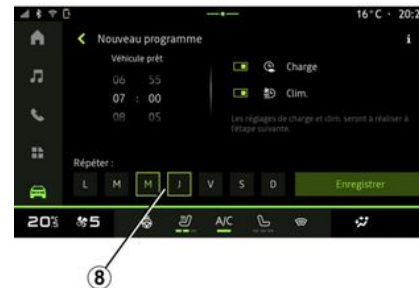 16°C · 20:2
Nouveau programme
i
Véhicule prêt
06 55
07 : 00
08 05
Charge
Clim.
Les réglages de charge et clim. seront à réaliser à
l'étape suivante.
Répéter :
L M M J V S D
Enregistrer
20 5 A/C
8